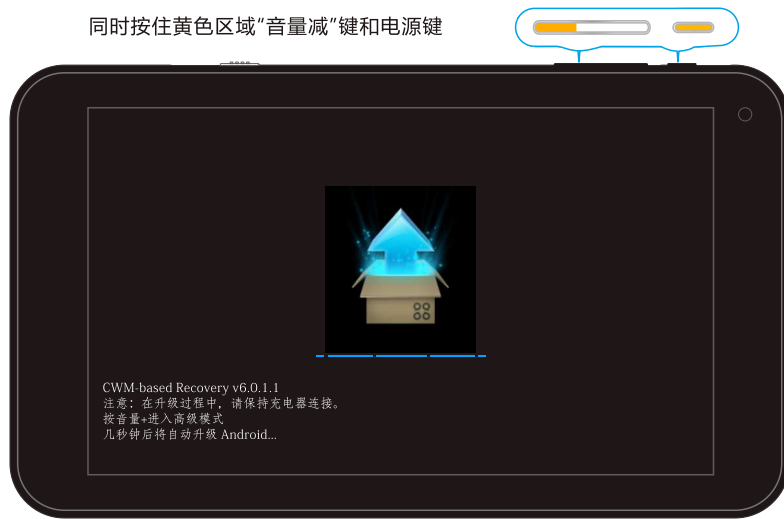 同时按住黄色区域“音量减”键和电源键
CWM-based Recovery v6.0.1.1
注意：在升级过程中，请保持充电器连接。
按音量+进入高级模式
几秒钟后将自动升级 Android...